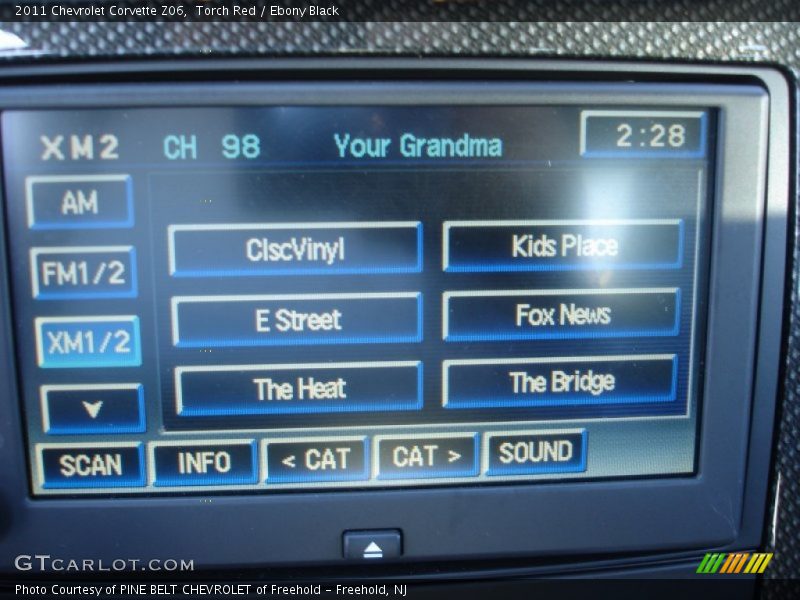 2011 Chevrolet Corvette Z06,  Torch Red / Ebony Black
XM2 CH 98 Your Grandma 2:28
AM
FM1/2
XM1/2
ClscVinyl Kids Place
E Street Fox News
The Heat The Bridge
SCAN INFO < CAT CAT > SOUND
GTCARLOT.COM
Photo Courtesy of PINE BELT CHEVROLET of Freehold - Freehold, NJ